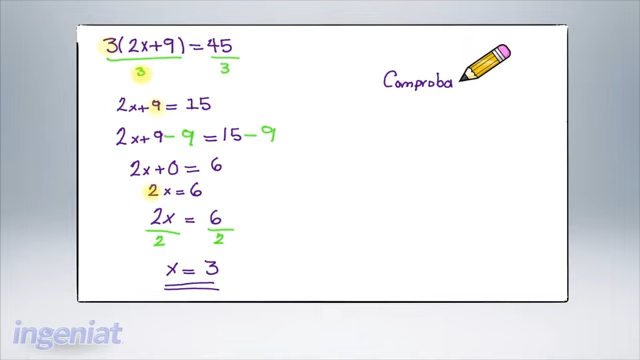 3(2x+9) = 45
3 3
2x+9 = 15
2x+9-9 = 15-9
2x+0 = 6
2x = 6
2x = 6
2 2
x = 3
Comproba
ingeniat